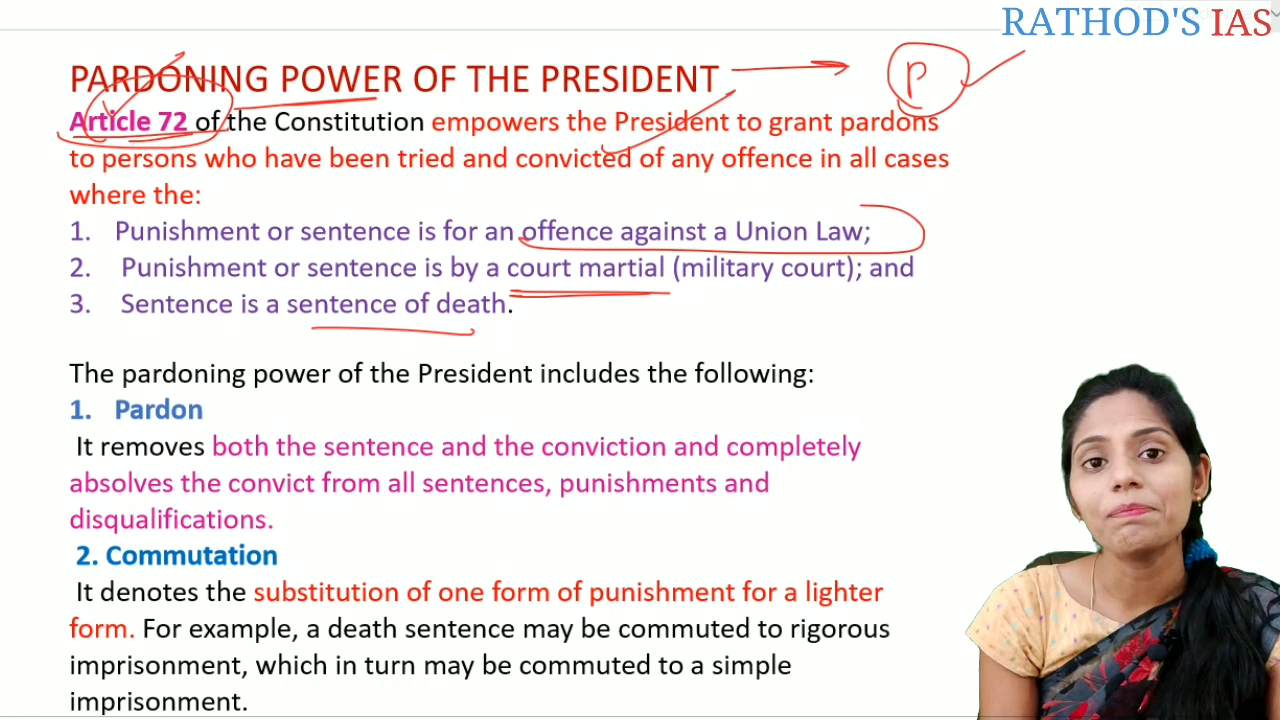 RATHOD'S IAS
PARDONING POWER OF THE PRESIDENT
P
Article 72 of the Constitution empowers the President to grant pardons
to persons who have been tried and convicted of any offence in all cases
where the:
1. Punishment or sentence is for an offence against a Union Law;
2. Punishment or sentence is by a court martial (military court); and
3. Sentence is a sentence of death.
The pardoning power of the President includes the following:
1. Pardon
It removes both the sentence and the conviction and completely
absolves the convict from all sentences, punishments and
disqualifications.
2. Commutation
It denotes the substitution of one form of punishment for a lighter
form. For example, a death sentence may be commuted to rigorous
imprisonment, which in turn may be commuted to a simple
imprisonment.